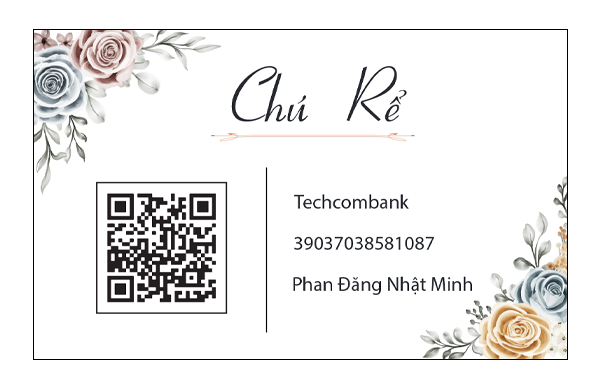 Chú Rể
Techcombank
39037038581087
Phan Đăng Nhật Minh